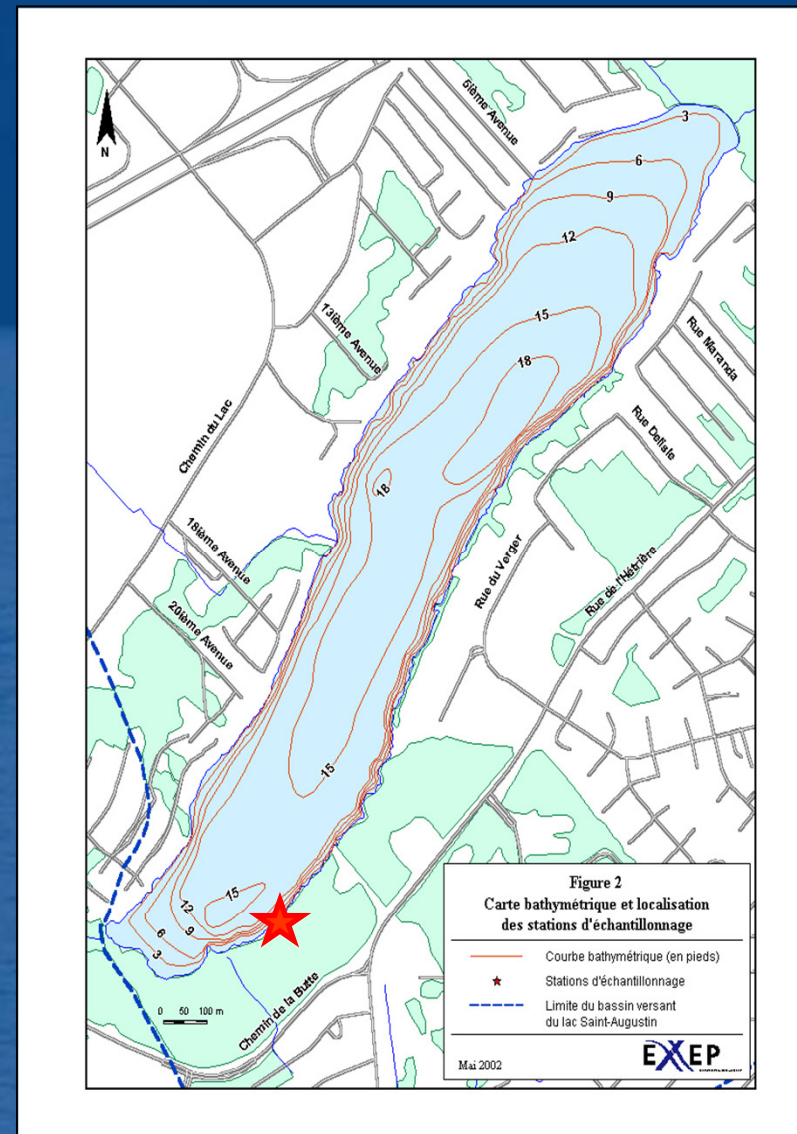 N
5ième Avenue
3
6
9
12
15
18
13ième Avenue
Rue Maranda
Rue Delisle
Chemin du Lac
18
18ième Avenue
Rue du Verger
Rue de l'Hêtrière
20ième Avenue
15
15
12
9
6
3
0 50 100 m
Chemin de la Butte
Figure 2
Carte bathymétrique et localisation
des stations d'échantillonnage
Courbe bathymétrique (en pieds)
Stations d'échantillonnage
Limite du bassin versant
du lac Saint-Augustin
Mai 2002
EXEP